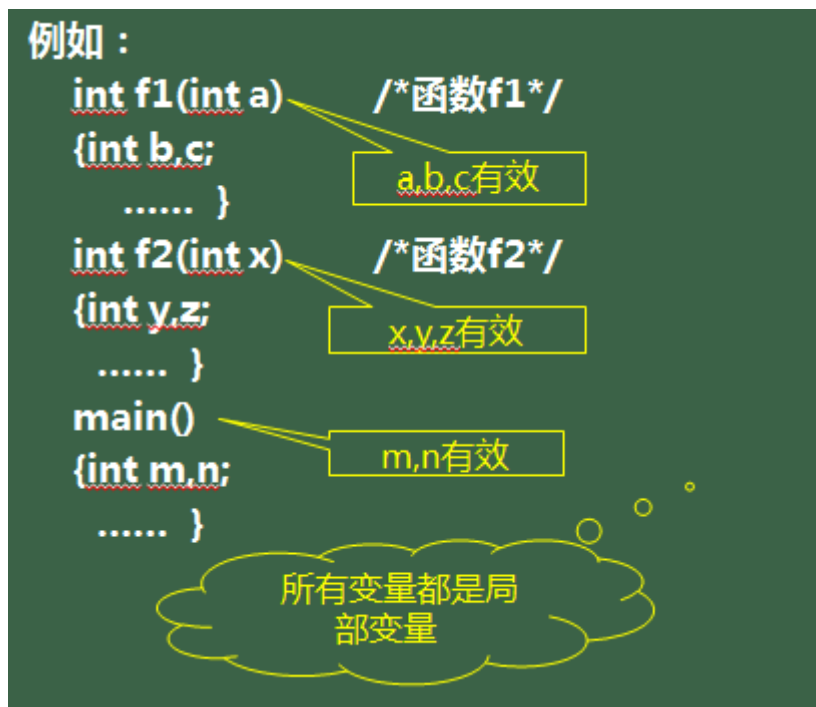 例如：
int f1(int a) /*函数f1*/
{int b,c;
a,b,c有效
…… }
int f2(int x) /*函数f2*/
{int y,z;
x,y,z有效
…… }
main()
m,n有效
{int m,n;
…… }
所有变量都是局
部变量